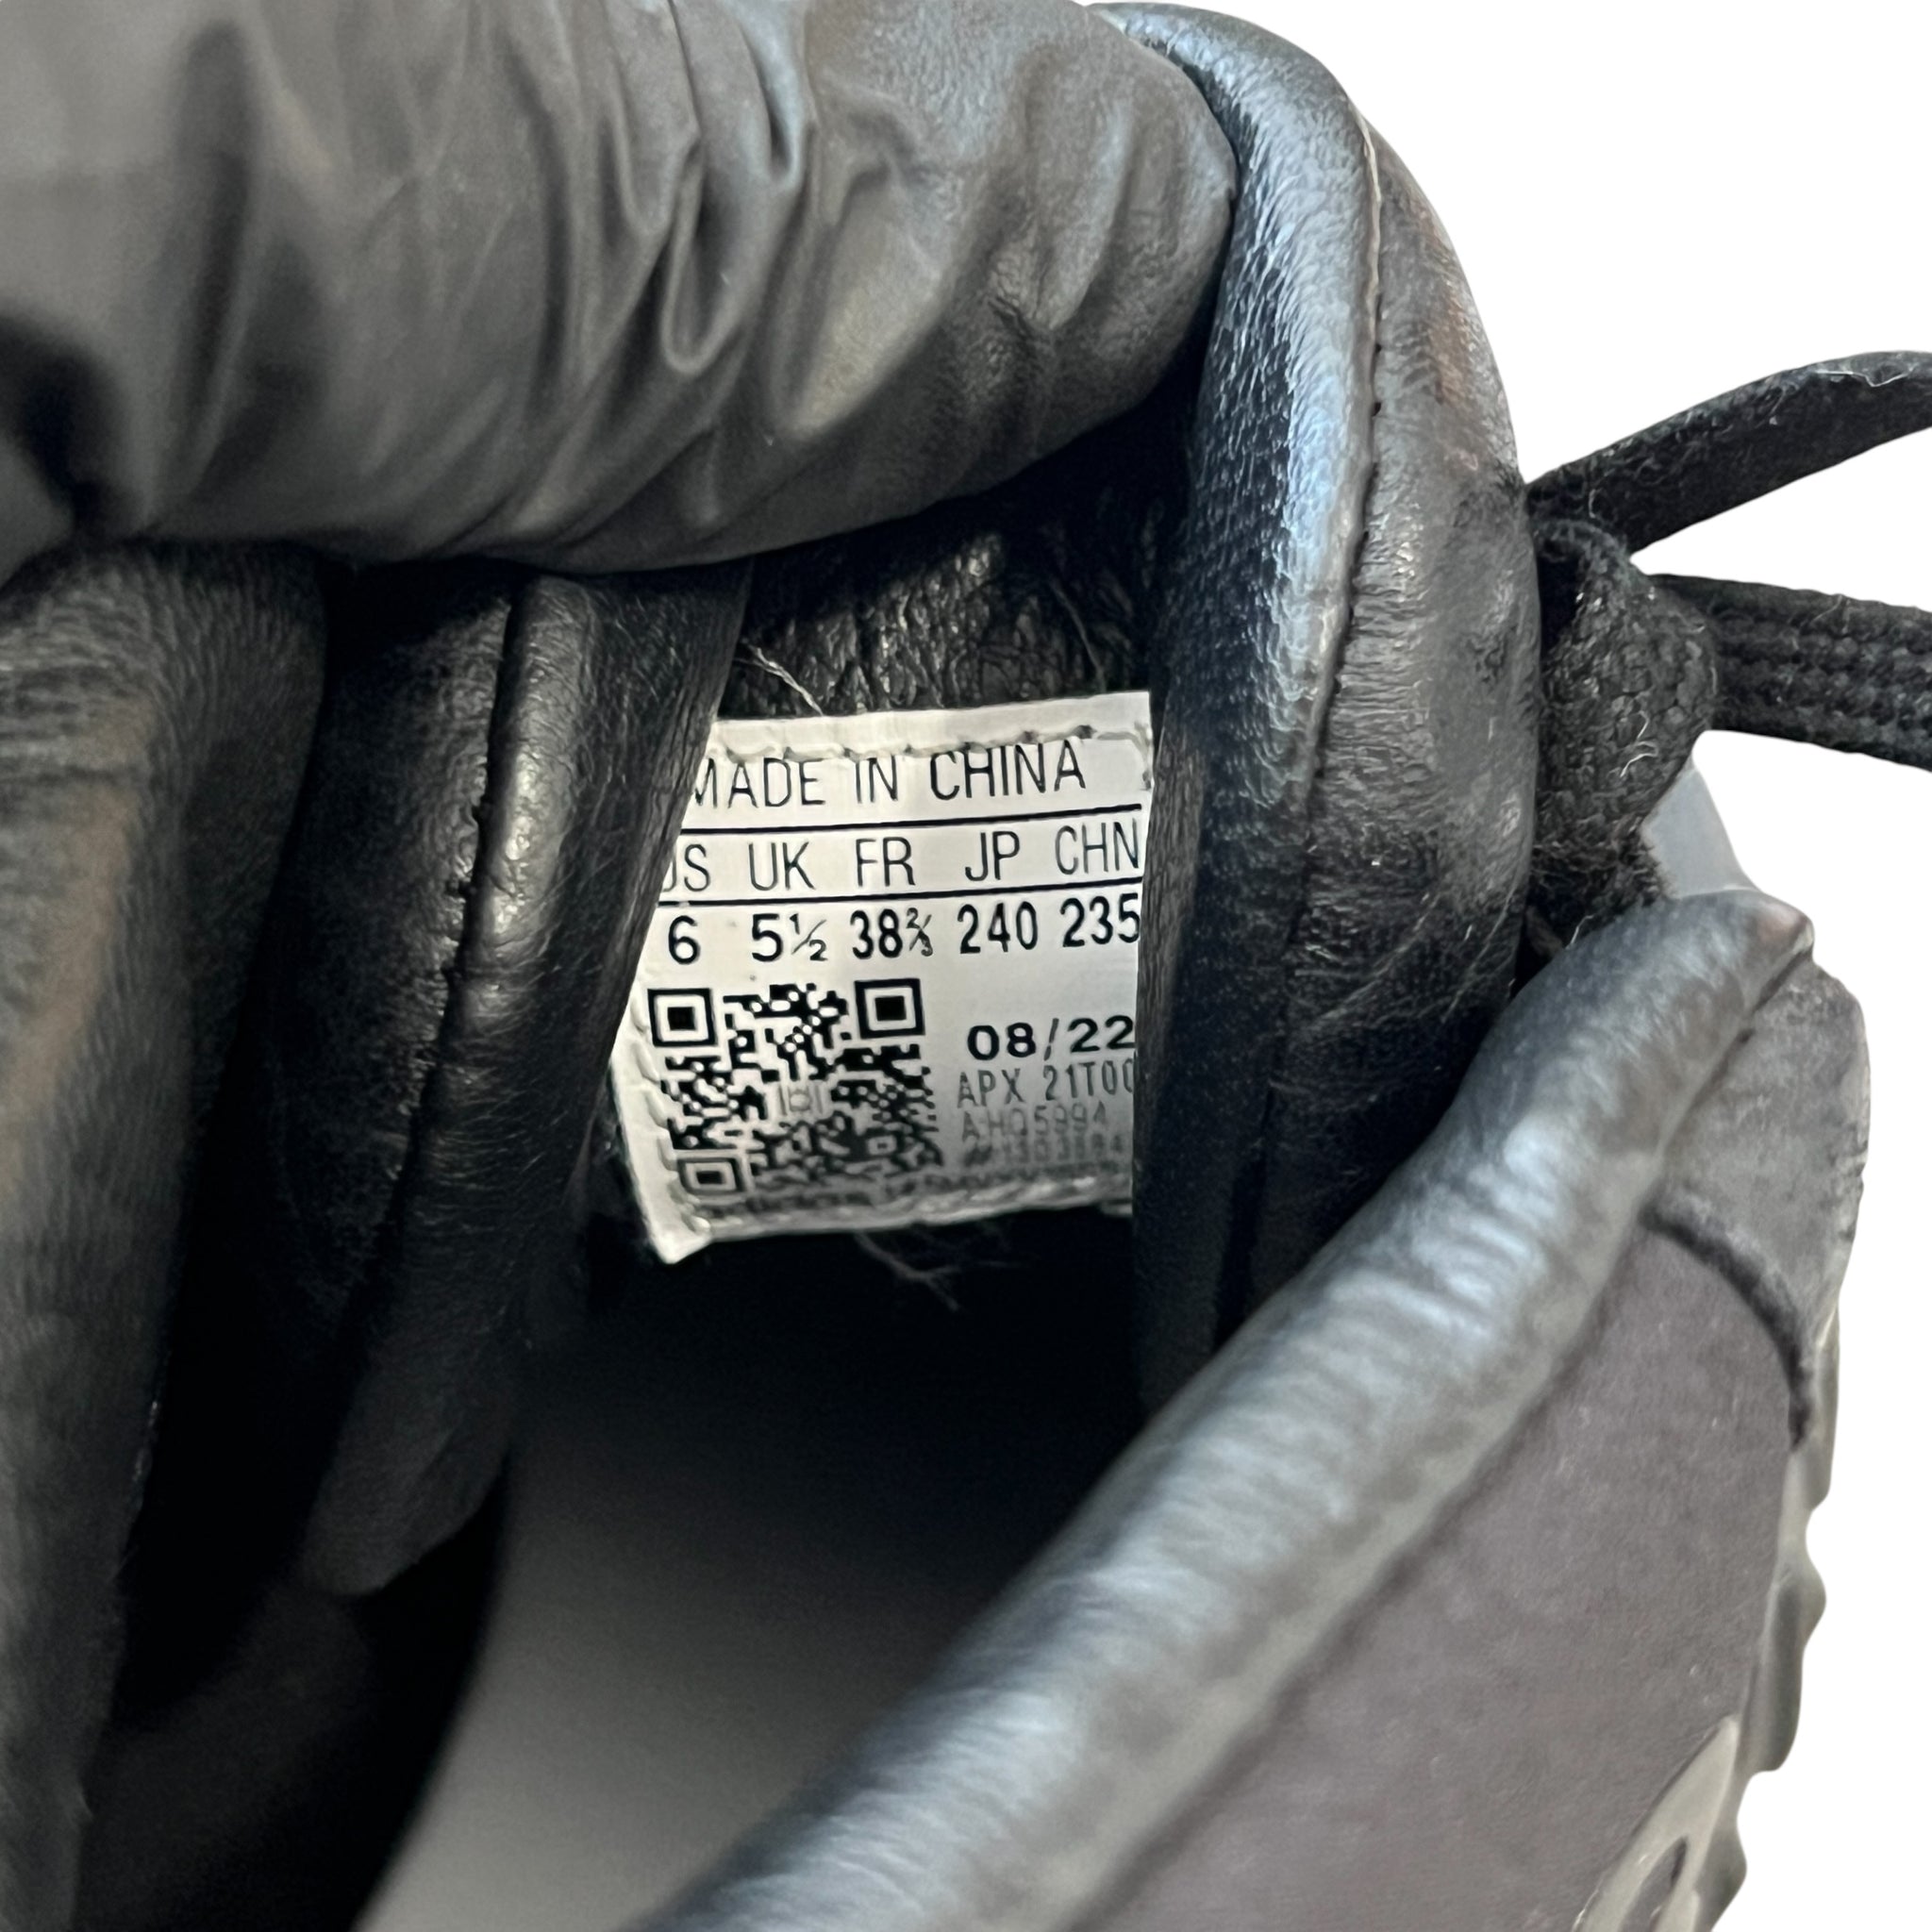 MADE IN CHINA
US UK FR JP CHN
6 5½ 38⅔ 240 235
08/22
APX 21T00